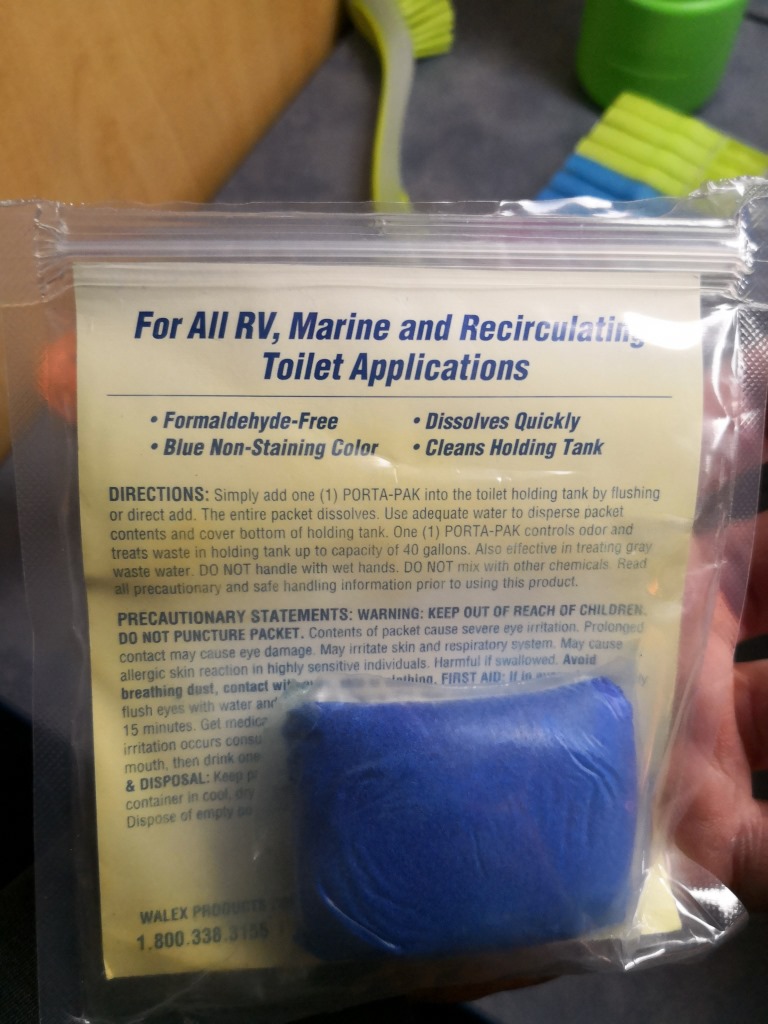 For All RV, Marine and Recirculating
Toilet Applications
• Formaldehyde-Free • Dissolves Quickly
• Blue Non-Staining Color • Cleans Holding Tank
DIRECTIONS: Simply add one (1) PORTA-PAK into the toilet holding tank by flushing
or direct add. The entire packet dissolves. Use adequate water to disperse packet
contents and cover bottom of holding tank. One (1) PORTA-PAK controls odor and
treats waste in holding tank up to capacity of 40 gallons. Also effective in treating gray
waste water. DO NOT handle with wet hands. DO NOT mix with other chemicals. Read
all precautionary and safe handling information prior to using this product.
PRECAUTIONARY STATEMENTS: WARNING: KEEP OUT OF REACH OF CHILDREN.
DO NOT PUNCTURE PACKET. Contents of packet cause severe eye irritation. Prolonged
contact may cause eye damage. May irritate skin and respiratory system. May cause
allergic skin reaction in highly sensitive individuals. Harmful if swallowed. Avoid
breathing dust, contact FIRST AID: If in
flush eyes with water and
15 minutes. Get
irritation occurs
mouth, then drink one
& DISPOSAL: Keep
container in cool, dry
Dispose of empty
WALEX PRODUCTS
1.800.338.3155